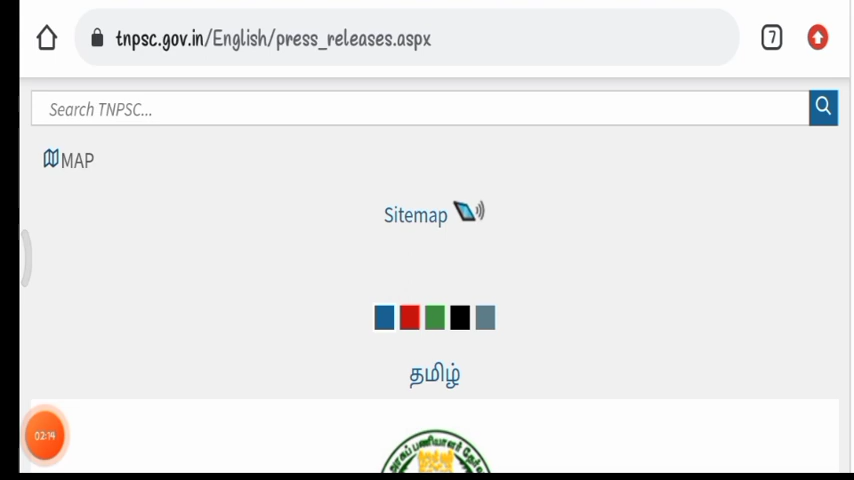 tnpsc.gov.in/English/press_releases.aspx
7
Search TNPSC...
MAP
Sitemap
தமிழ்
02:14